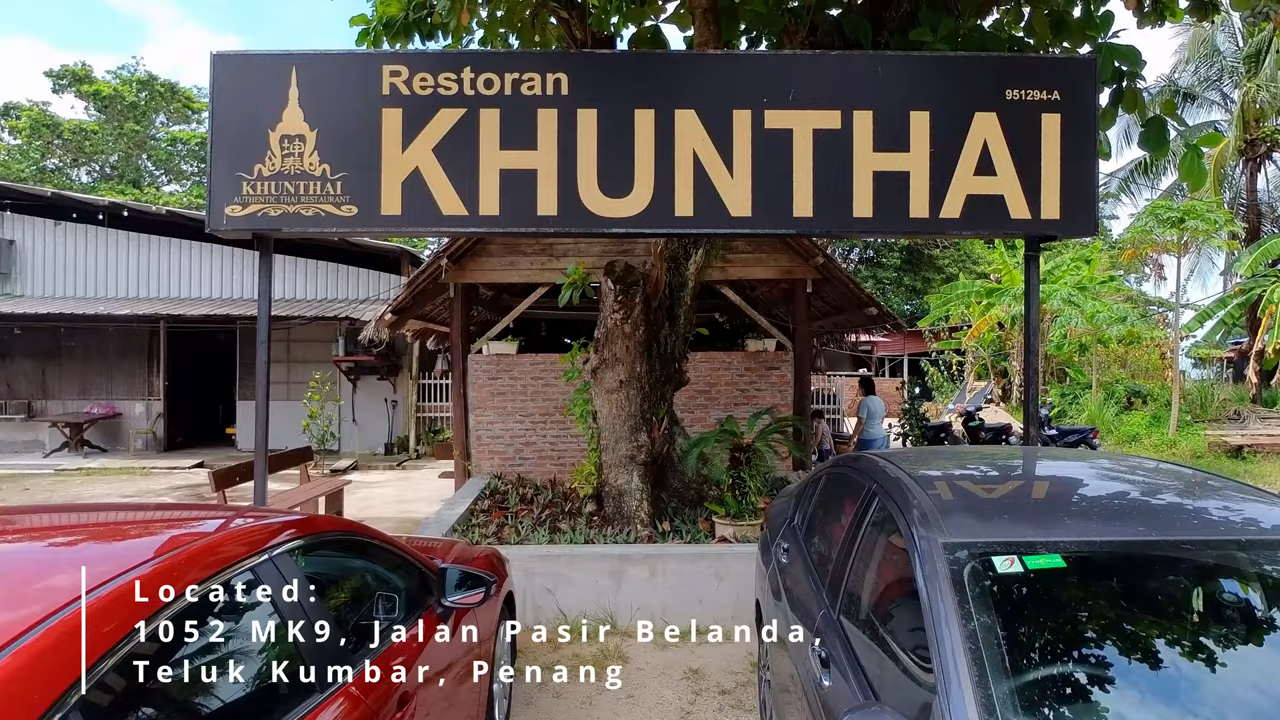 Restoran
951294-A
KHUNTHAI
坤
泰
KHUNTHAI
AUTHENTIC THAI RESTAURANT
Located:
1052 MK9, Jalan Pasir Belanda,
Teluk Kumbar, Penang